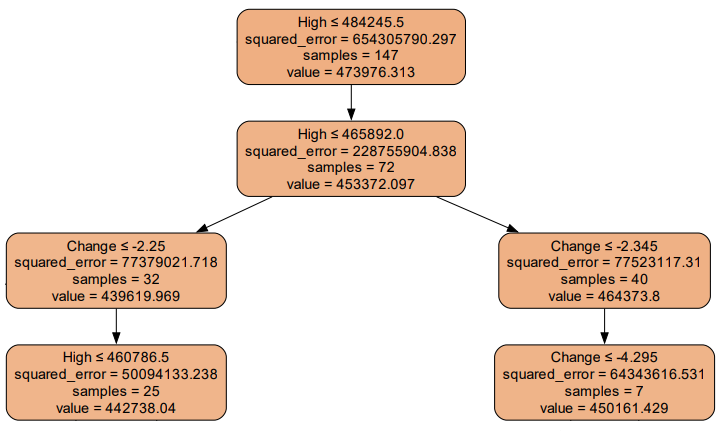 High ≤ 484245.5
squared_error = 654305790.297
samples = 147
value = 473976.313
High ≤ 465892.0
squared_error = 228755904.838
samples = 72
value = 453372.097
Change ≤ -2.25
squared_error = 77379021.718
samples = 32
value = 439619.969
Change ≤ -2.345
squared_error = 77523117.31
samples = 40
value = 464373.8
High ≤ 460786.5
squared_error = 50094133.238
samples = 25
value = 442738.04
Change ≤ -4.295
squared_error = 64343616.531
samples = 7
value = 450161.429